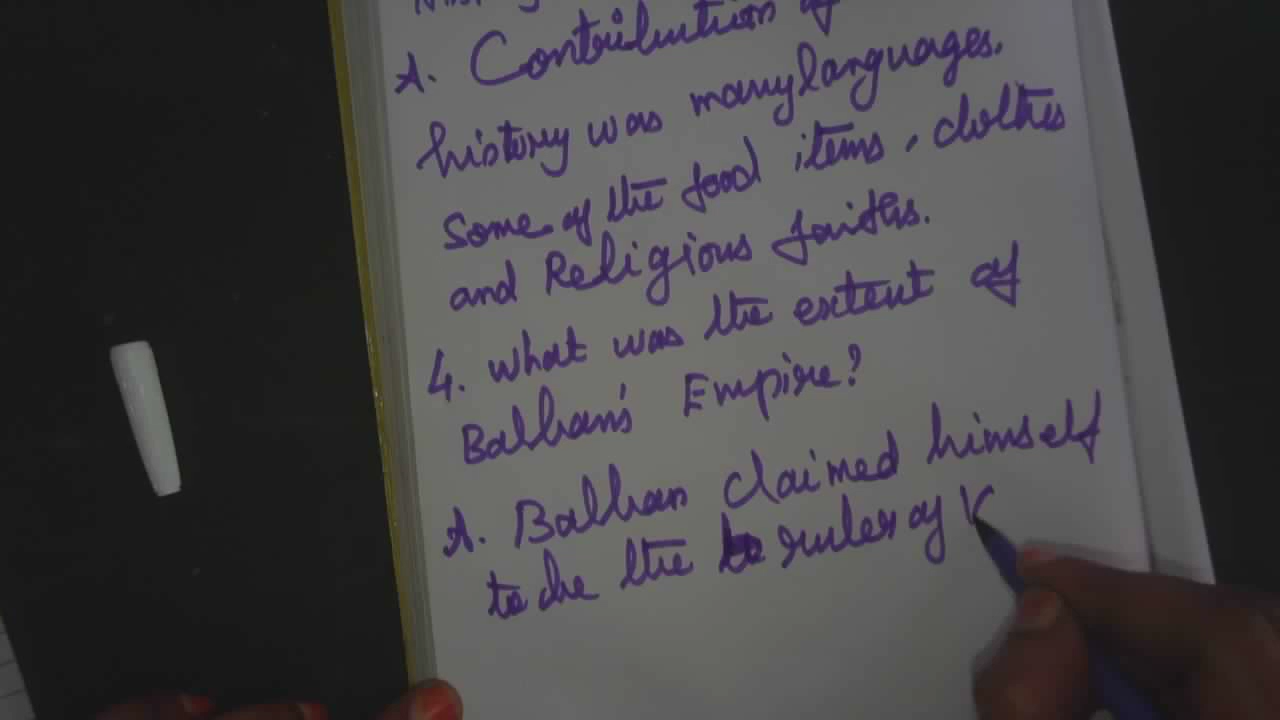 A. Contribution of
history was many languages.
Some of the food items, clothes
and Religious faiths.
4. What was the extent of
Balban's Empire?
A. Balban claimed himself
to be the ruler of K